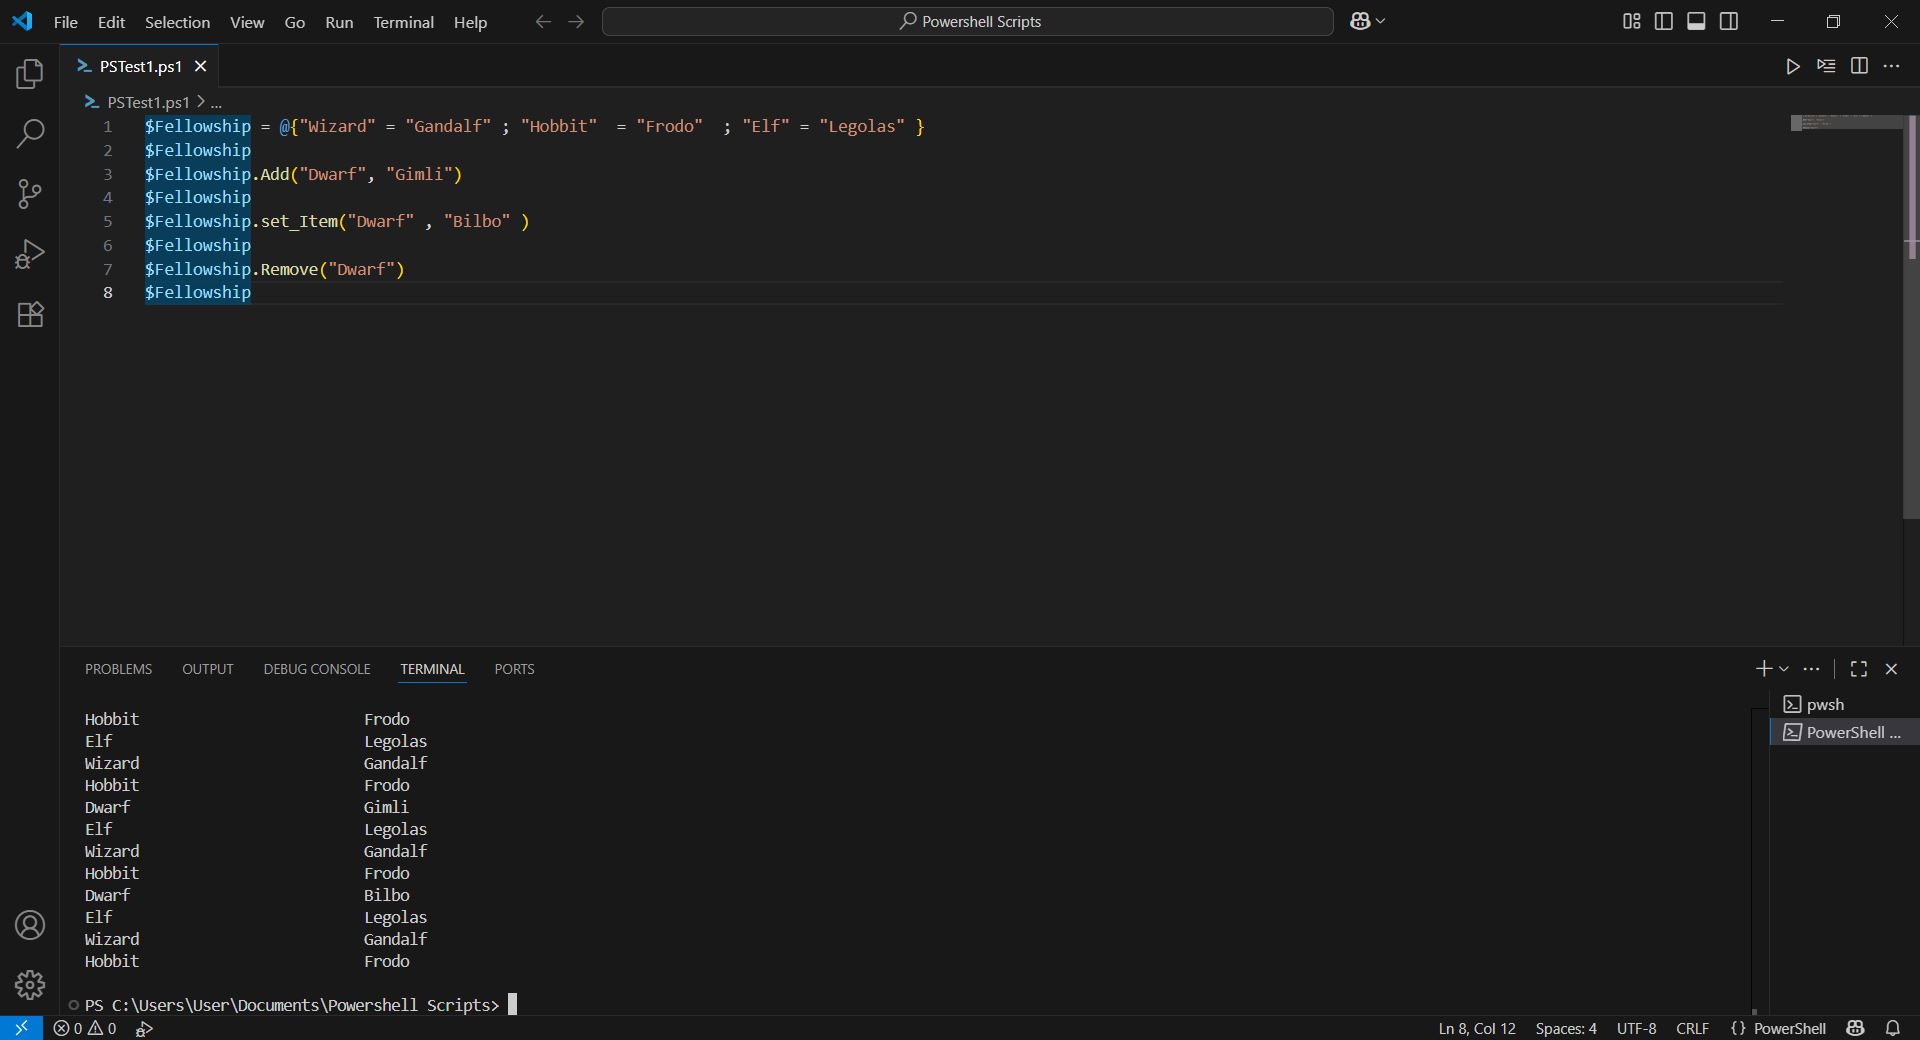 File Edit Selection View Go Run Terminal Help Powershell Scripts
PSTest1.ps1
PSTest1.ps1 > ...
1 $Fellowship = @{"Wizard" = "Gandalf" ; "Hobbit"  = "Frodo"  ; "Elf" = "Legolas" }
2 $Fellowship
3 $Fellowship.Add("Dwarf", "Gimli")
4 $Fellowship
5 $Fellowship.set_Item("Dwarf" , "Bilbo" )
6 $Fellowship
7 $Fellowship.Remove("Dwarf")
8 $Fellowship
PROBLEMS OUTPUT DEBUG CONSOLE TERMINAL PORTS
pwsh
PowerShell ...
Hobbit Frodo
Elf Legolas
Wizard Gandalf
Hobbit Frodo
Dwarf Gimli
Elf Legolas
Wizard Gandalf
Hobbit Frodo
Dwarf Bilbo
Elf Legolas
Wizard Gandalf
Hobbit Frodo
PS C:\Users\User\Documents\Powershell Scripts>
0 0 Ln 8, Col 12 Spaces: 4 UTF-8 CRLF {} PowerShell